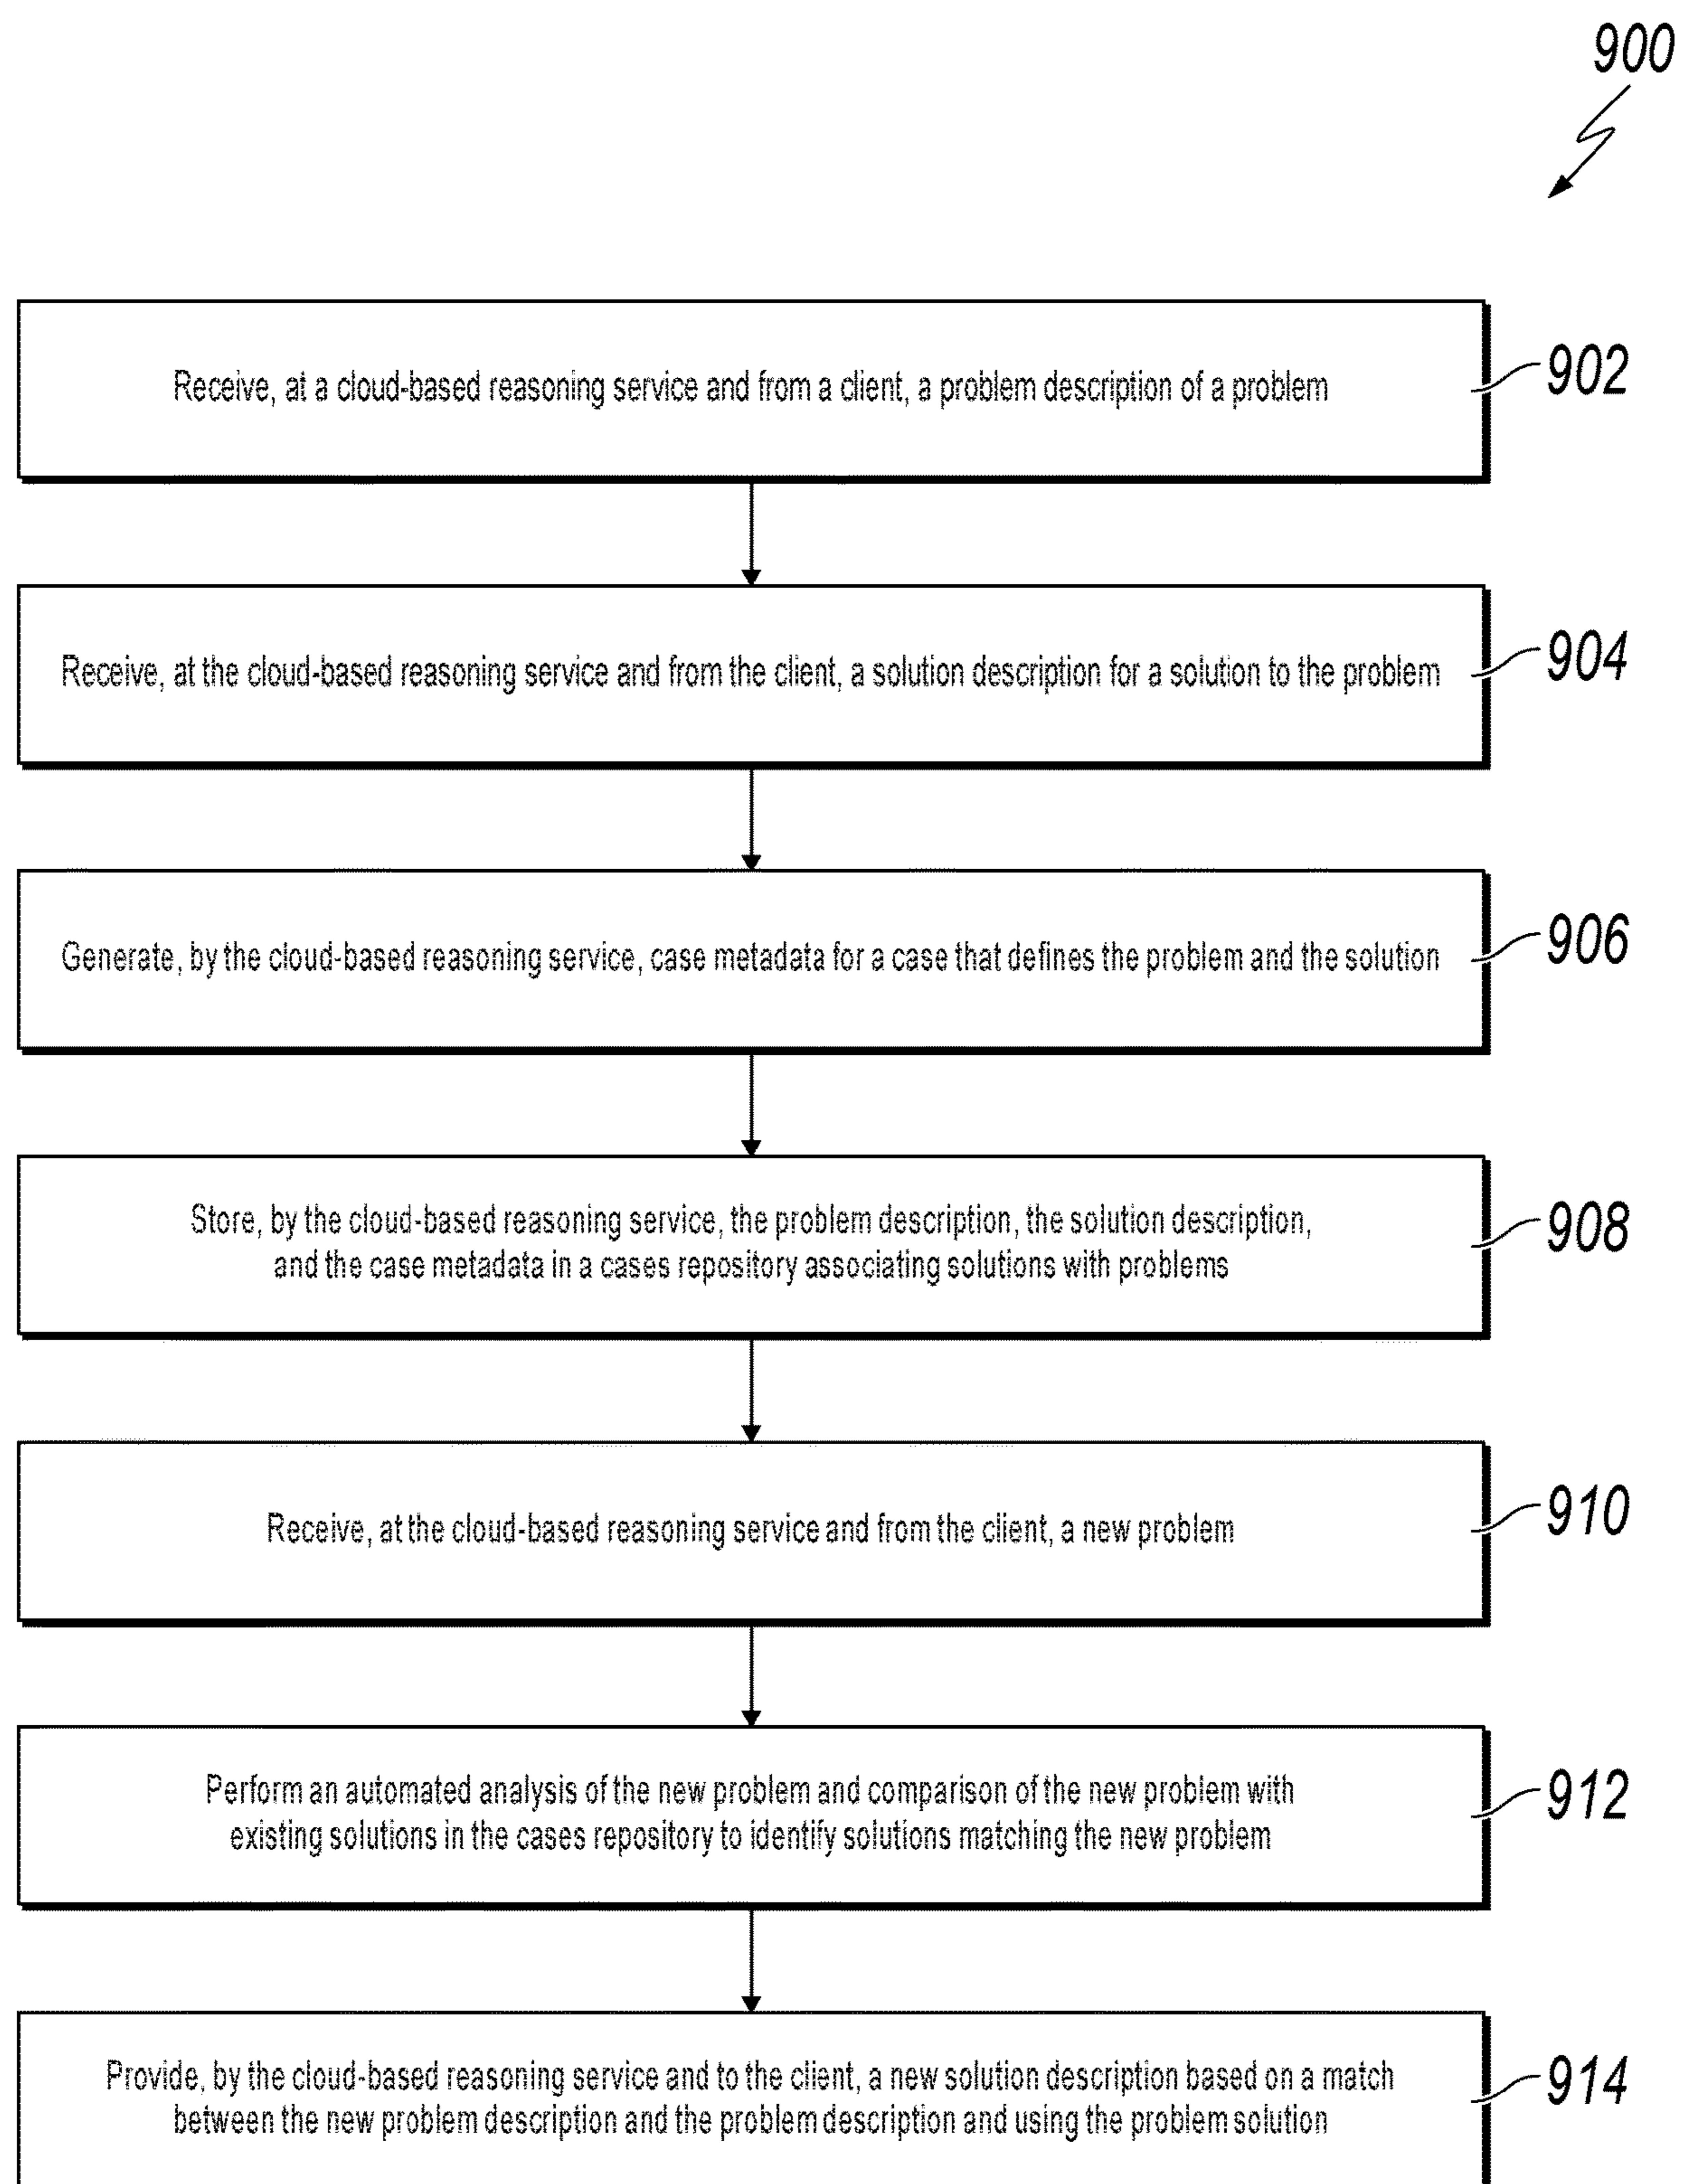 900
Receive, at a cloud-based reasoning service and from a client, a problem description of a problem
902
Receive, at the cloud-based reasoning service and from the client, a solution description for a solution to the problem
904
Generate, by the cloud-based reasoning service, case metadata for a case that defines the problem and the solution
906
Store, by the cloud-based reasoning service, the problem description, the solution description,
and the case metadata in a cases repository associating solutions with problems
908
Receive, at the cloud-based reasoning service and from the client, a new problem
910
Perform an automated analysis of the new problem and comparison of the new problem with
existing solutions in the cases repository to identify solutions matching the new problem
912
Provide, by the cloud-based reasoning service and to the client, a new solution description based on a match
between the new problem description and the problem description and using the problem solution
914